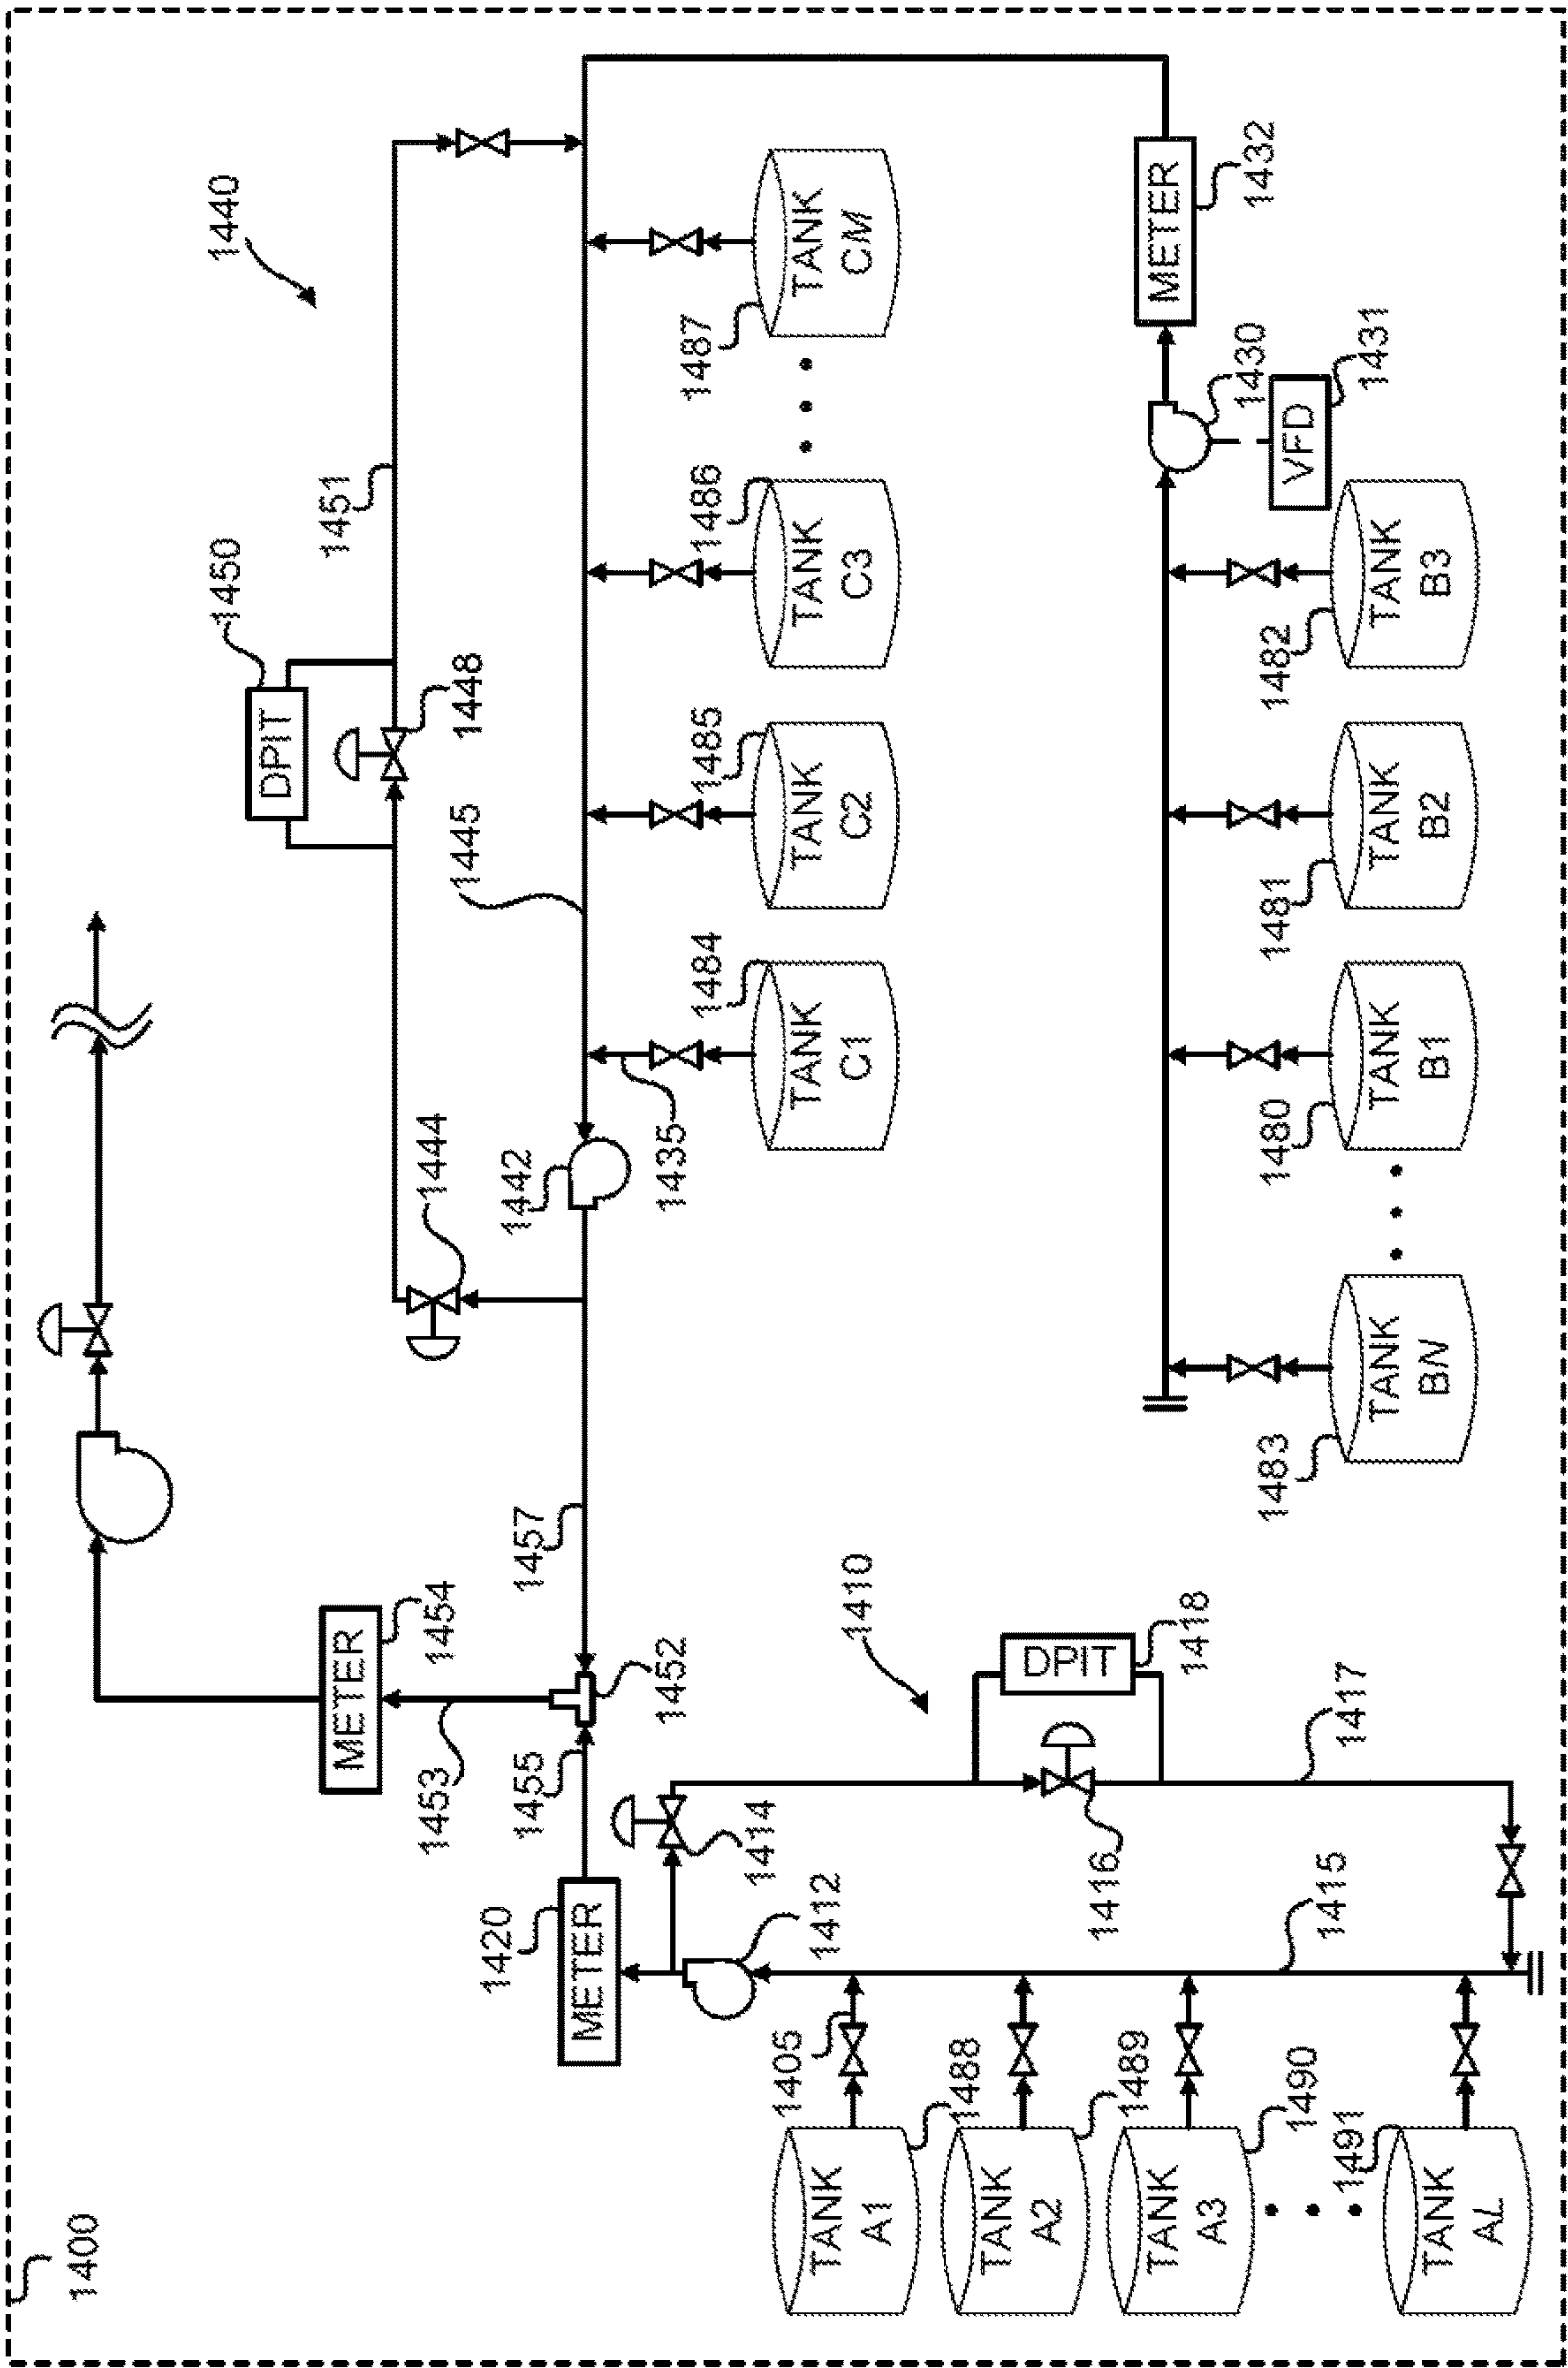 1400
1440
1450
DPIT
1451
METER
1454
1453
1444
1445
1448
1420
METER
1455
1457
1442
1452
1435
1484
1485
1486
1487
TANK
C1
TANK
C2
TANK
C3
TANK
CM
1414
1412
1410
1405
TANK
A1
1488
TANK
A2
1489
TANK
A3
1490
1491
TANK
AL
DPIT
1418
1416
1417
1415
METER
1432
1430
VFD
1431
1483
1480
1481
1482
TANK
BN
TANK
B1
TANK
B2
TANK
B3